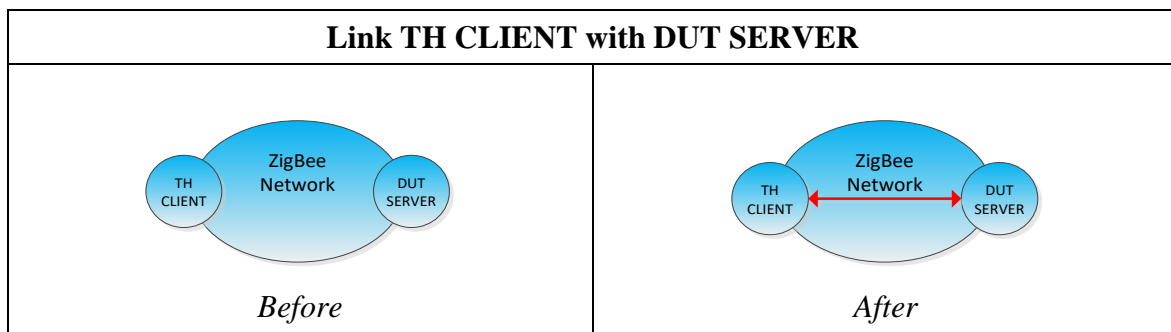 Link TH CLIENT with DUT SERVER
ZigBee
Network
TH
CLIENT
DUT
SERVER
Before
ZigBee
Network
TH
CLIENT
DUT
SERVER
After